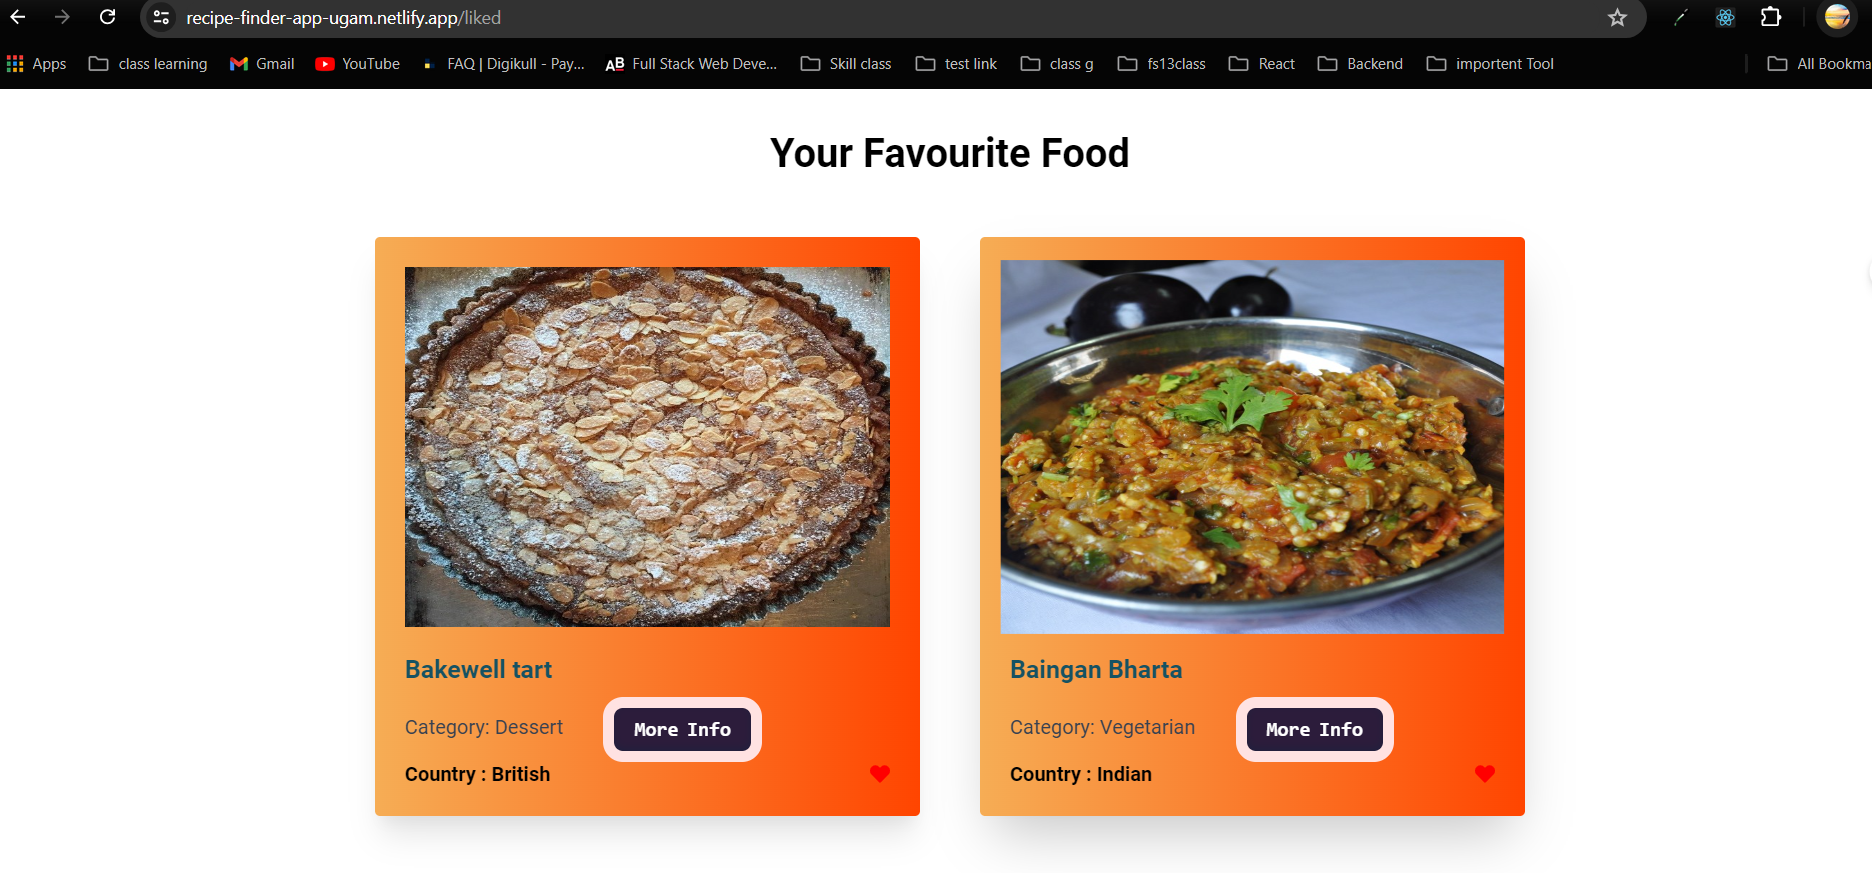 recipe-finder-app-ugam.netlify.app/liked
Apps class learning Gmail YouTube FAQ | Digikull - Pay... AB Full Stack Web Deve... Skill class test link class g fs13class React Backend importent Tool All Bookma
Your Favourite Food
Bakewell tart
Category: Dessert More Info
Country : British
Baingan Bharta
Category: Vegetarian More Info
Country : Indian